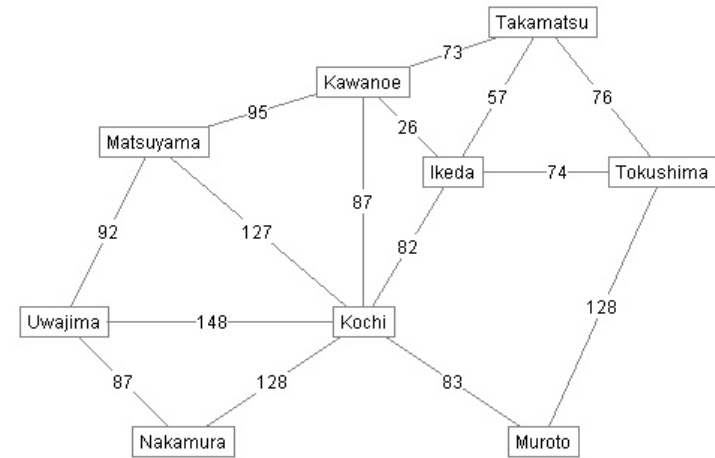 Takamatsu
73
Kawanoe
57
76
95
26
Matsuyama
Ikeda
74
Tokushima
87
92
127
82
128
Uwajima
148
Kochi
87
128
83
Nakamura
Muroto